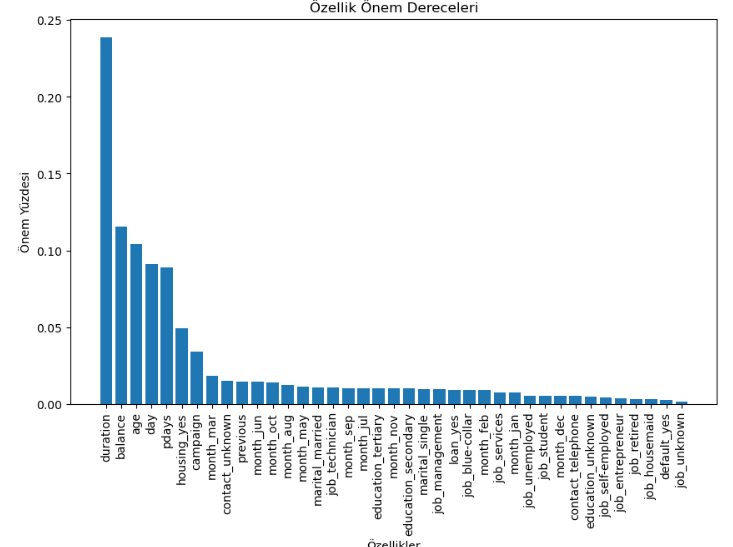 Özellik Önem Dereceleri
0.25
0.20
0.15
0.10
0.05
0.00
Önem Yüzdesi
duration
balance
age
day
pdays
housing_yes
campaign
month_mar
contact_unknown
previous
month_jun
month_oct
month_aug
month_may
marital_married
job_technician
month_sep
month_jul
education_tertiary
month_nov
education_secondary
marital_single
job_management
loan_yes
job_blue-collar
month_feb
job_services
month_jan
job_unemployed
job_student
month_dec
contact_telephone
education_unknown
job_self-employed
job_entrepreneur
job_retired
job_housemaid
default_yes
job_unknown
Özellikler